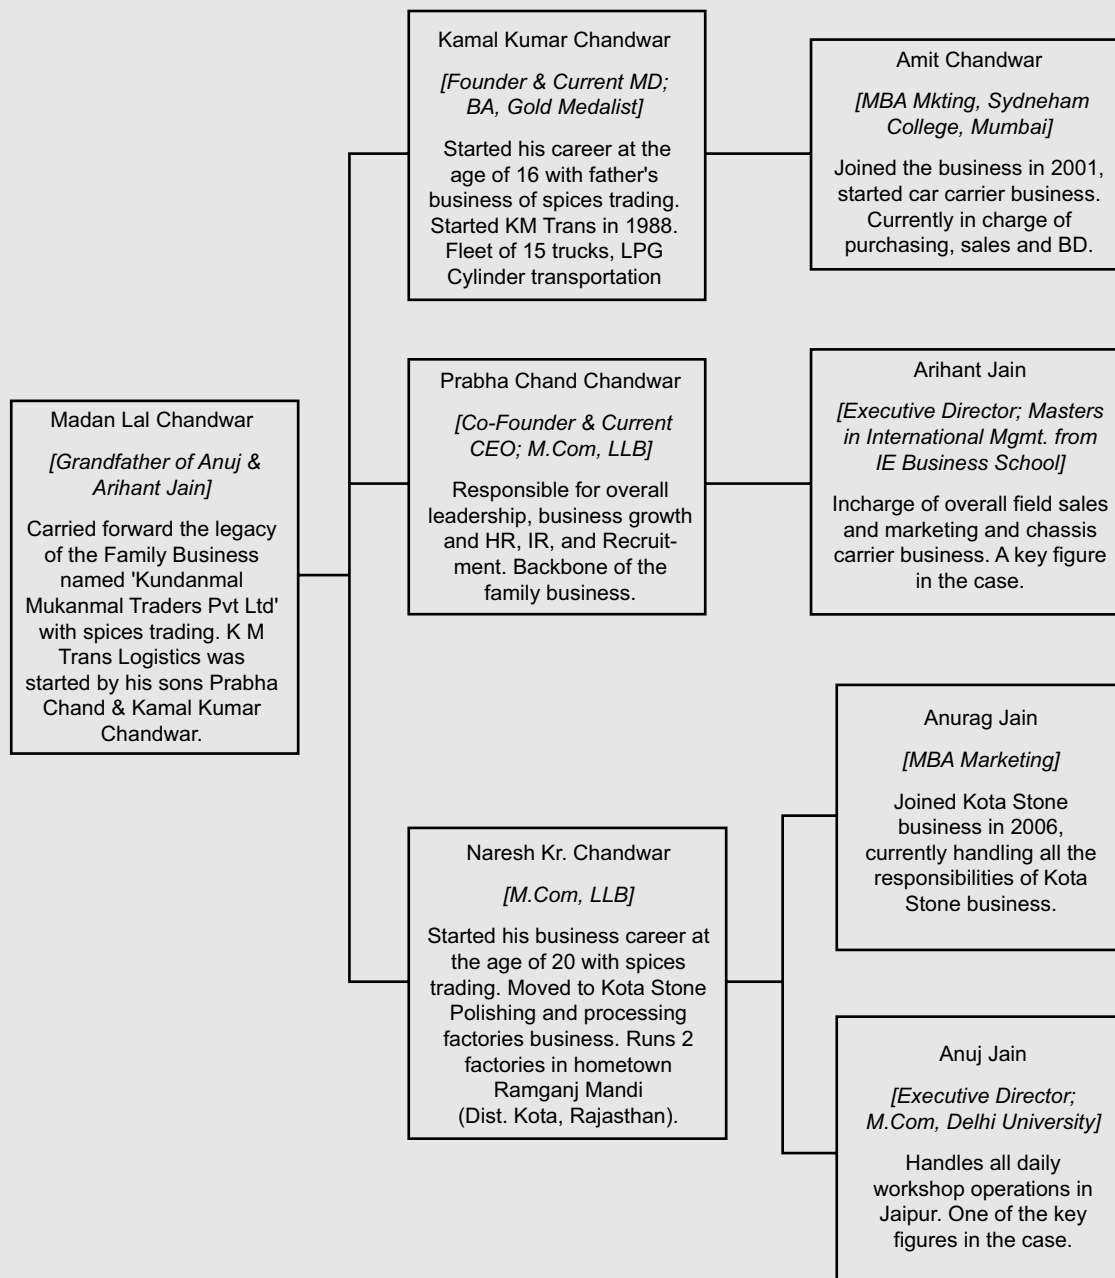 Madan Lal Chandwar
[Grandfather of Anuj &
Arihant Jain]
Carried forward the legacy
of the Family Business
named 'Kundanmal
Mukanmal Traders Pvt Ltd'
with spices trading. K M
Trans Logistics was
started by his sons Prabha
Chand & Kamal Kumar
Chandwar.
Kamal Kumar Chandwar
[Founder & Current MD;
BA, Gold Medalist]
Started his career at the
age of 16 with father's
business of spices trading.
Started KM Trans in 1988.
Fleet of 15 trucks, LPG
Cylinder transportation
Amit Chandwar
[MBA Mkting, Sydneham
College, Mumbai]
Joined the business in 2001,
started car carrier business.
Currently in charge of
purchasing, sales and BD.
Prabha Chand Chandwar
[Co-Founder & Current
CEO; M.Com, LLB]
Responsible for overall
leadership, business growth
and HR, IR, and Recruit-
ment. Backbone of the
family business.
Arihant Jain
[Executive Director; Masters
in International Mgmt. from
IE Business School]
Incharge of overall field sales
and marketing and chassis
carrier business. A key figure
in the case.
Naresh Kr. Chandwar
[M.Com, LLB]
Started his business career at
the age of 20 with spices
trading. Moved to Kota Stone
Polishing and processing
factories business. Runs 2
factories in hometown
Ramganj Mandi
(Dist. Kota, Rajasthan).
Anurag Jain
[MBA Marketing]
Joined Kota Stone
business in 2006,
currently handling all the
responsibilities of Kota
Stone business.
Anuj Jain
[Executive Director;
M.Com, Delhi University]
Handles all daily
workshop operations in
Jaipur. One of the key
figures in the case.